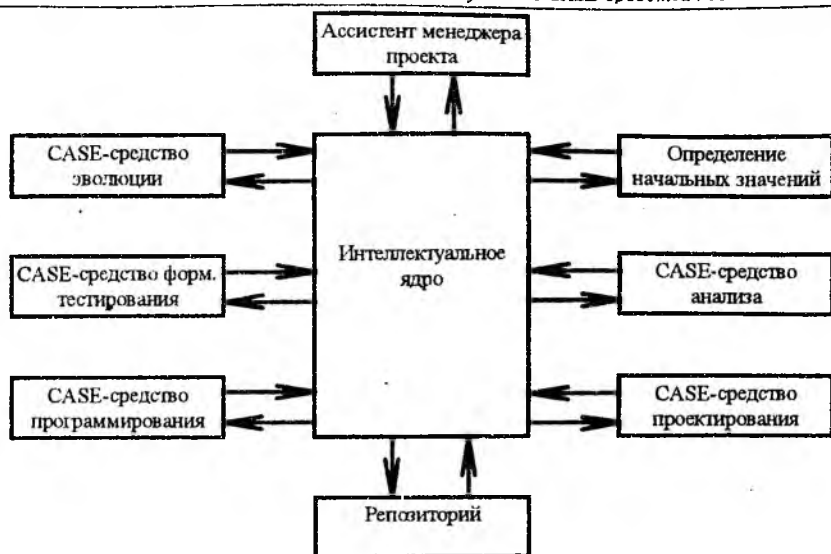 Ассистент менеджера
проекта
CASE-средство
эволюции
Определение
начальных значений
Интеллектуальное
ядро
CASE-средство форм.
тестирования
CASE-средство
анализа
CASE-средство
программирования
CASE-средство
проектирования
Репозиторий